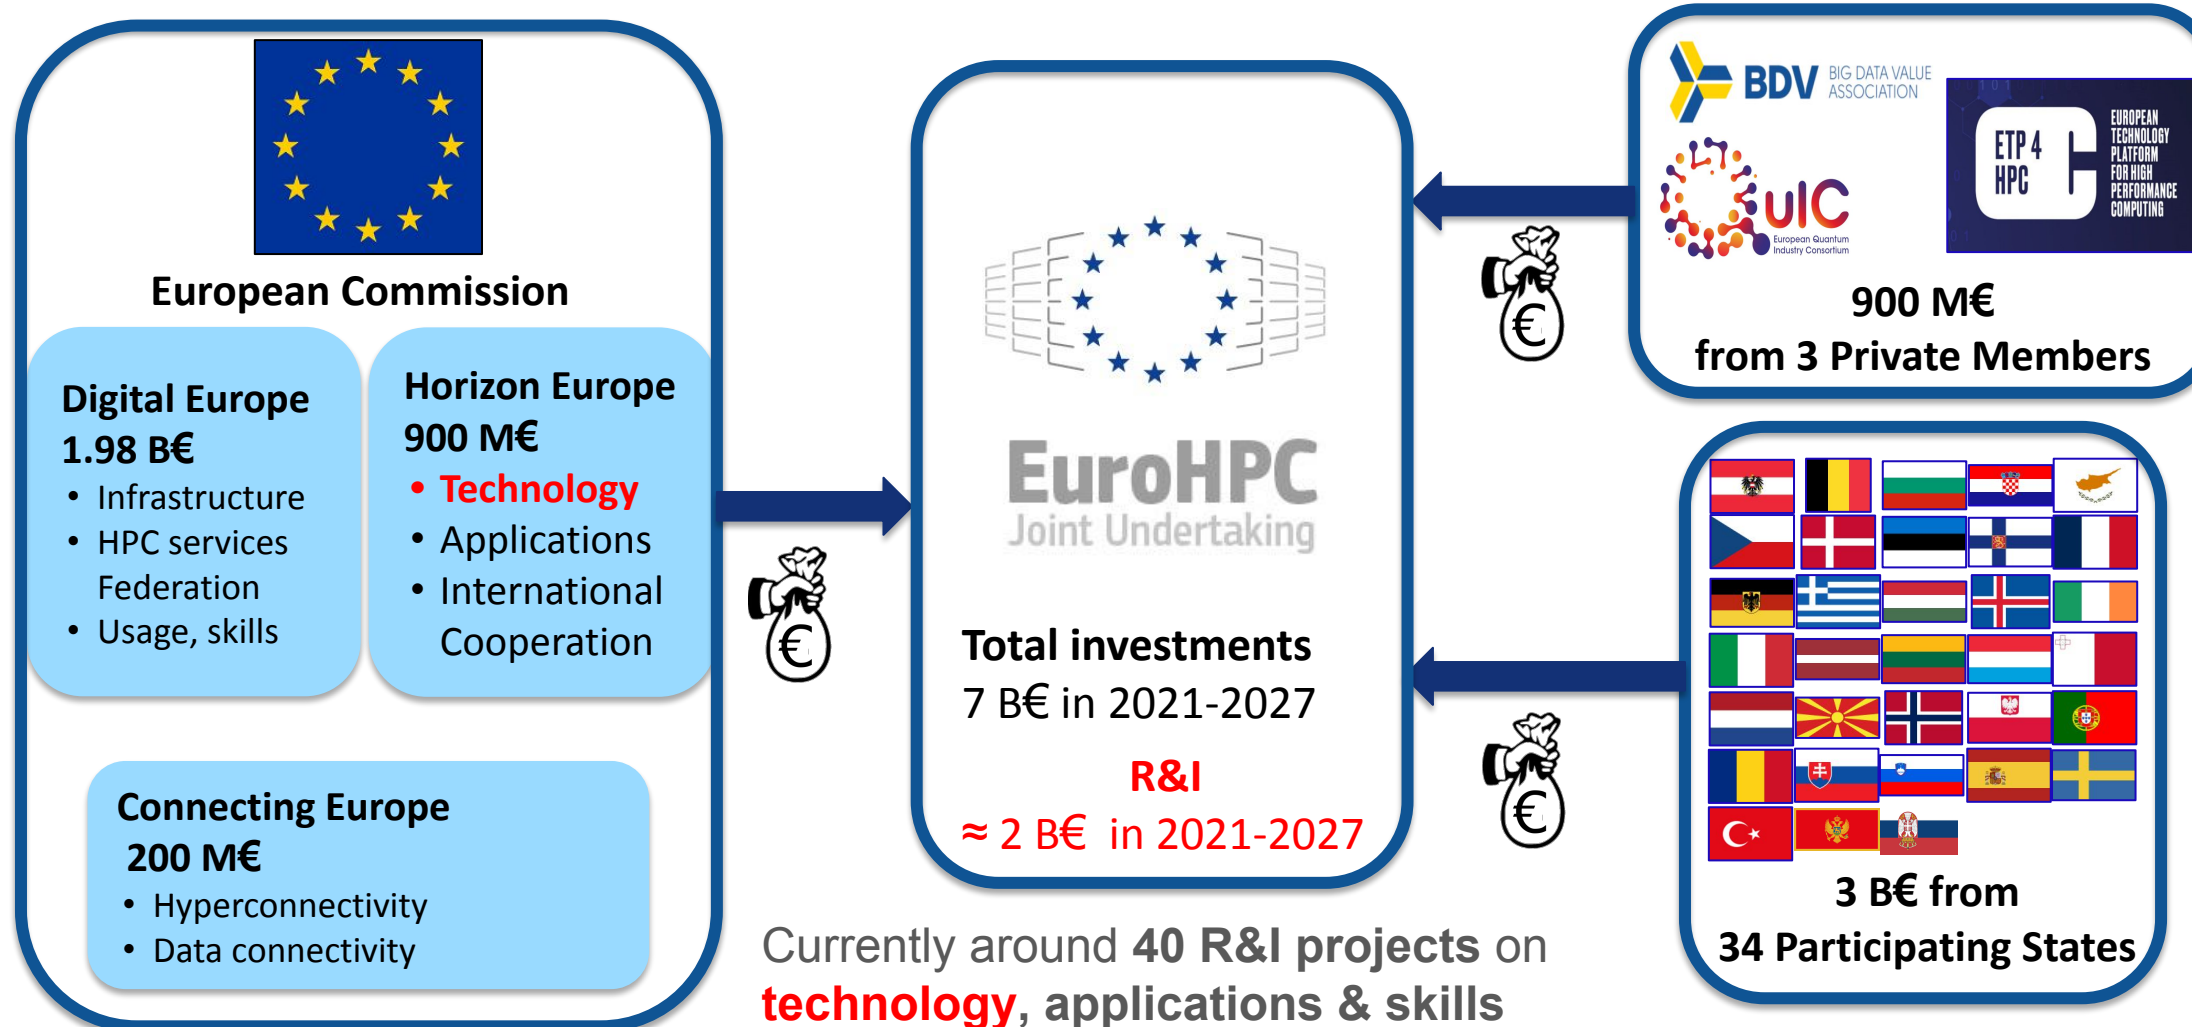 European Commission
Digital Europe
1.98 B€
• Infrastructure
• HPC services
Federation
• Usage, skills
Horizon Europe
900 M€
• Technology
• Applications
• International
Cooperation
Connecting Europe
200 M€
• Hyperconnectivity
• Data connectivity
€
EuroHPC
Joint Undertaking
Total investments
7 B€ in 2021-2027
R&I
≈ 2 B€ in 2021-2027
Currently around 40 R&I projects on
technology, applications & skills
€
€
BDV BIG DATA VALUE
ASSOCIATION
QuIC
European Quantum
Industry Consortium
ETP 4
HPC
EUROPEAN
TECHNOLOGY
PLATFORM
FOR HIGH
PERFORMANCE
COMPUTING
900 M€
from 3 Private Members
3 B€ from
34 Participating States